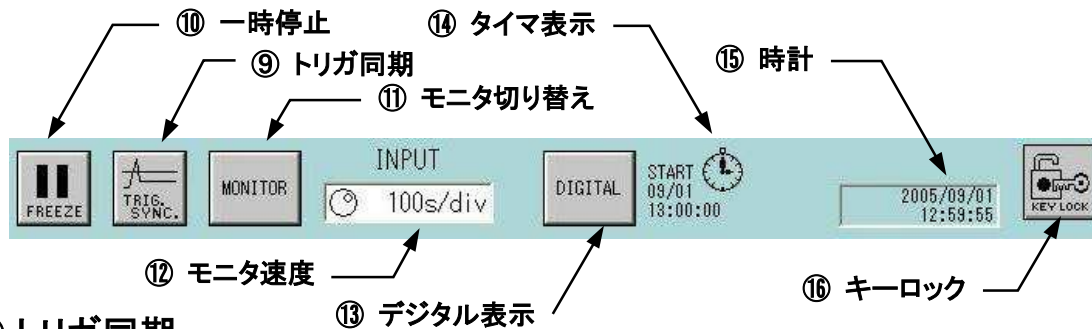 ⑩ 一時停止
⑨ トリガ同期
⑪ モニタ切り替え
⑭ タイマ表示
⑮ 時計
FREEZE
TRIG.
SYNC.
MONITOR
INPUT
100s/div
DIGITAL
START
09/01
13:00:00
2005/09/01
12:59:55
KEY LOCK
⑫ モニタ速度
⑬ デジタル表示
⑯ キーロック
トリガ同期